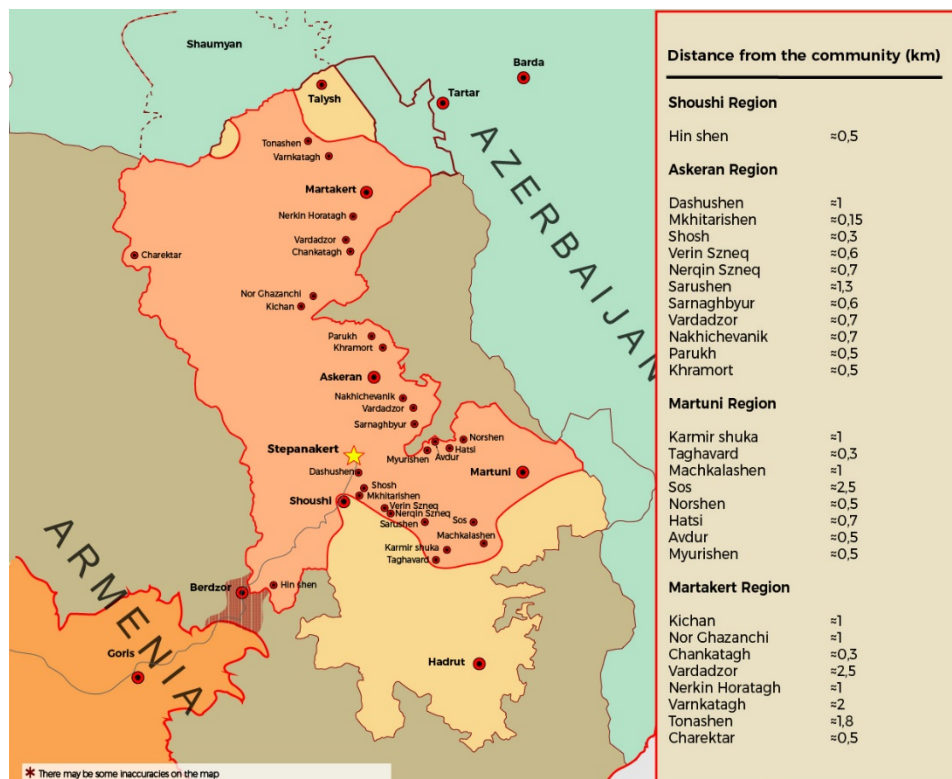 Shaumyan
Barda
Talysh
Tartar
AZERBAIJAN
Tonashen
Varnkatagh
Martakert
Nerkin Horatagh
Vardadzor
Chankatagh
Charektar
Nor Ghazanchi
Kichan
Parukh
Khramort
Askeran
Nakhichevanik
Vardadzor
Sarnaghbyur
Norshen
Stepanakert
Hatsi
Avdur
Myurishen
Dashushen
Martuni
Shosh
Mkhitarishen
Shoushi
Verin Szneq
Nerqin Szneq
Sarushen
Sos
Machkalashen
Karmir shuka
Taghavard
Hin shen
Berdzor
ARMENIA
Goris
Hadrut
* There may be some inaccuracies on the map
Distance from the community (km)
Shoushi Region
Hin shen ≈0,5
Askeran Region
Dashushen ≈1
Mkhitarishen ≈0,15
Shosh ≈0,3
Verin Szneq ≈0,6
Nerqin Szneq ≈0,7
Sarushen ≈1,3
Sarnaghbyur ≈0,6
Vardadzor ≈0,7
Nakhichevanik ≈0,7
Parukh ≈0,5
Khramort ≈0,5
Martuni Region
Karmir shuka ≈1
Taghavard ≈0,3
Machkalashen ≈1
Sos ≈2,5
Norshen ≈0,5
Hatsi ≈0,7
Avdur ≈0,5
Myurishen ≈0,5
Martakert Region
Kichan ≈1
Nor Ghazanchi ≈1
Chankatagh ≈0,3
Vardadzor ≈2,5
Nerkin Horatagh ≈1
Varnkatagh ≈2
Tonashen ≈1,8
Charektar ≈0,5